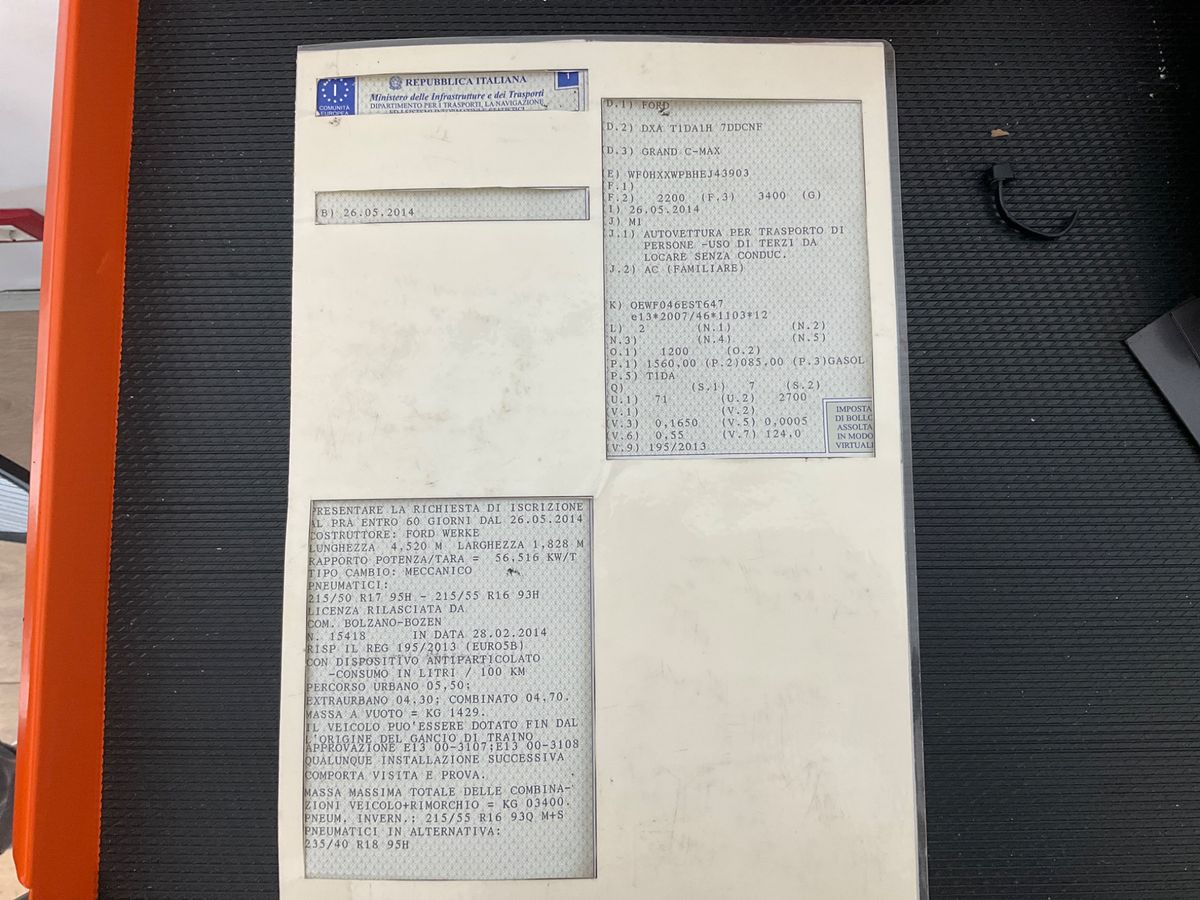 I
COMUNITÀ
EUROPEA
REPUBBLICA ITALIANA
1
Ministero delle Infrastrutture e dei Trasporti
DIPARTIMENTO PER I TRASPORTI, LA NAVIGAZIONE
(B) 26.05.2014
PRESENTARE LA RICHIESTA DI ISCRIZIONE
AL PRA ENTRO 60 GIORNI DAL 26.05.2014
COSTRUTTORE: FORD WERKE
LUNGHEZZA 4,520 M LARGHEZZA 1,828 M
RAPPORTO POTENZA/TARA = 56,516 KW/T
TIPO CAMBIO: MECCANICO
PNEUMATICI:
215/50 R17 95H - 215/55 R16 93H
LICENZA RILASCIATA DA
COM. BOLZANO-BOZEN
N. 15418 IN DATA 28.02.2014
RISP IL REG 195/2013 (EURO5B)
CON DISPOSITIVO ANTIPARTICOLATO
-CONSUMO IN LITRI / 100 KM
PERCORSO URBANO 05,50;
EXTRAURBANO 04,30; COMBINATO 04,70.
MASSA A VUOTO = KG 1429.
IL VEICOLO PUO'ESSERE DOTATO FIN DAL
L'ORIGINE DEL GANCIO DI TRAINO
APPROVAZIONE E13 00-3107;E13 00-3108
QUALUNQUE INSTALLAZIONE SUCCESSIVA
COMPORTA VISITA E PROVA.
MASSA MASSIMA TOTALE DELLE COMBINA-
ZIONI VEICOLO+RIMORCHIO = KG 03400.
PNEUM. INVERN.: 215/55 R16 93Q M+S
PNEUMATICI IN ALTERNATIVA:
235/40 R18 95H
D.1) FORD
(D.2) DXA T1DA1H 7DDCNF
(D.3) GRAND C-MAX
(E) WF0HXXWPBHEJ43903
(F.1)
(F.2) 2200 (F.3) 3400 (G)
(I) 26.05.2014
(J) M1
(J.1) AUTOVETTURA PER TRASPORTO DI
PERSONE -USO DI TERZI DA
LOCARE SENZA CONDUC.
(J.2) AC (FAMILIARE)
(K) OEWF046EST647
e13*2007/46*1103*12
(L) 2 (N.1) (N.2)
(N.3) (N.4) (N.5)
(O.1) 1200 (O.2)
(P.1) 1560,00 (P.2)085,00 (P.3)GASOL
(P.5) T1DA
(Q) (S.1) 7 (S.2)
(U.1) 71 (U.2) 2700
(V.1) (V.2)
(V.3) 0,1650 (V.5) 0,0005
(V.6) 0,55 (V.7) 124,0
(V.9) 195/2013
IMPOSTA
DI BOLLO
ASSOLTA
IN MODO
VIRTUALE